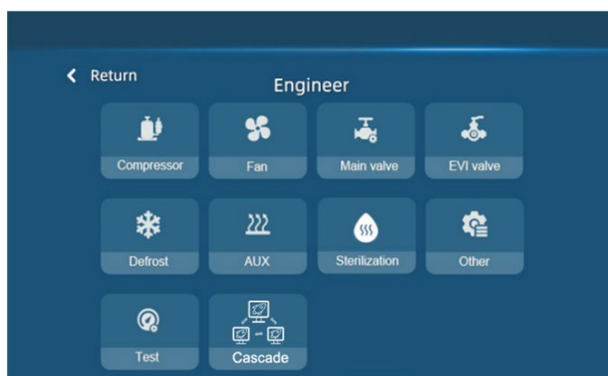 Return
Engineer
Compressor
Fan
Main valve
EVI valve
Defrost
AUX
Sterilization
Other
Test
Cascade